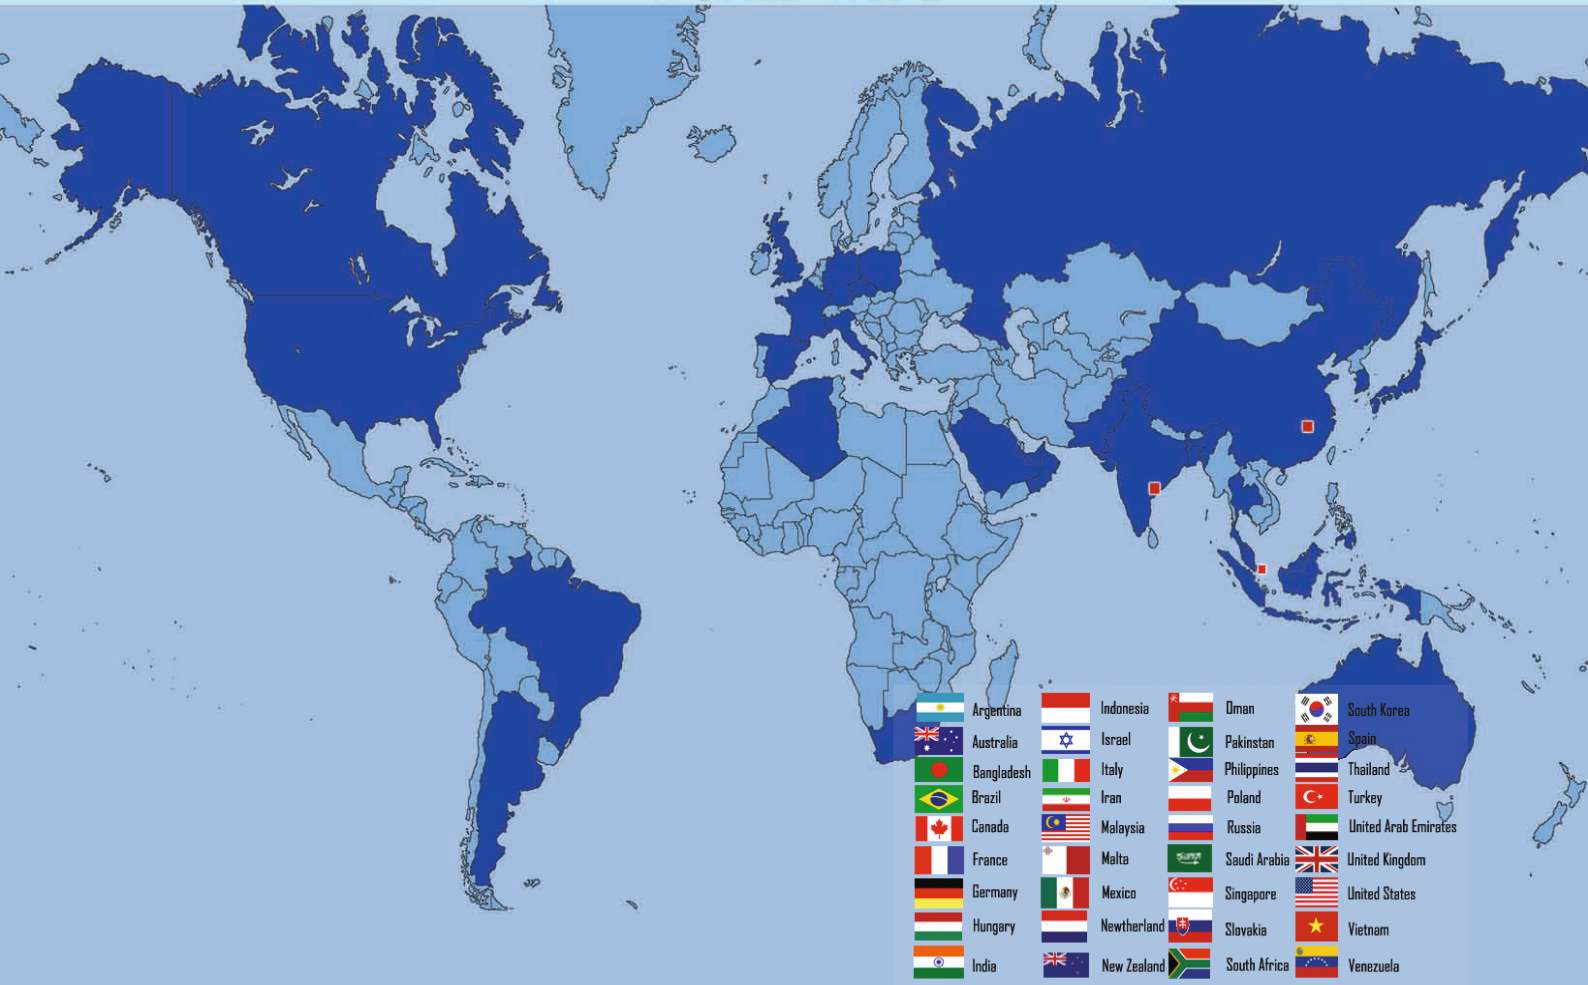 Argentina
Australia
Bangladesh
Brazil
Canada
France
Germany
Hungary
India
Indonesia
Israel
Italy
Iran
Malaysia
Malta
Mexico
Newtherland
New Zealand
Oman
Pakinstan
Philippines
Poland
Russia
Saudi Arabia
Singapore
Slovakia
South Africa
South Korea
Spain
Thailand
Turkey
United Arab Emirates
United Kingdom
United States
Vietnam
Venezuela